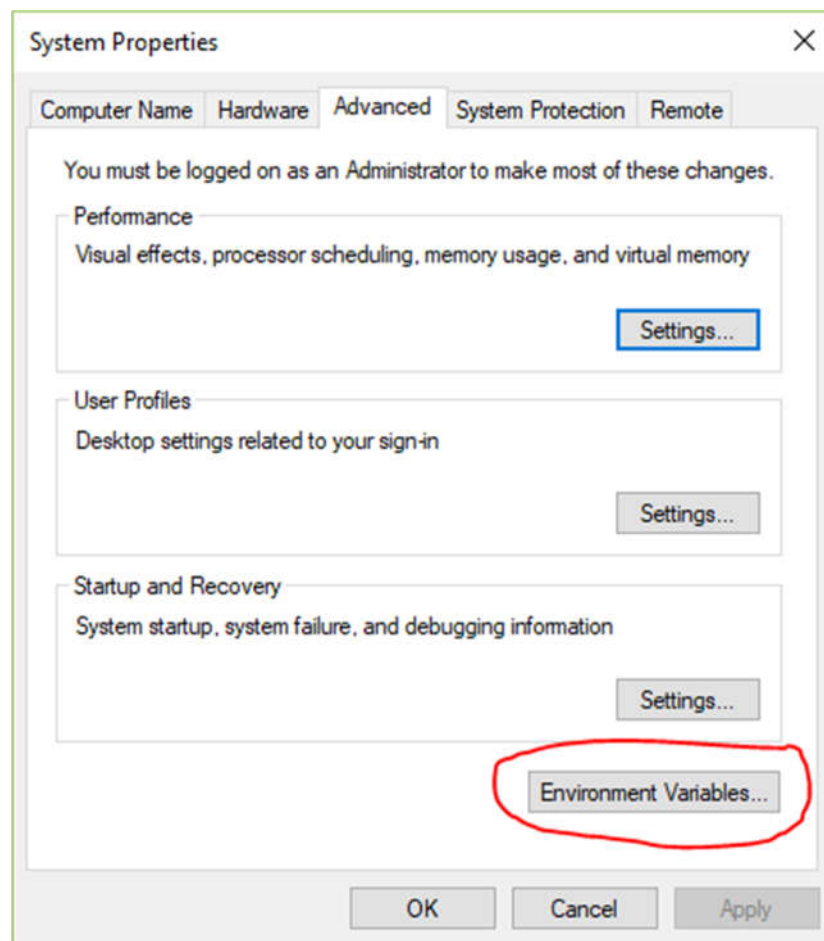 System Properties
Computer Name Hardware Advanced System Protection Remote
You must be logged on as an Administrator to make most of these changes.
Performance
Visual effects, processor scheduling, memory usage, and virtual memory
Settings...
User Profiles
Desktop settings related to your sign-in
Settings...
Startup and Recovery
System startup, system failure, and debugging information
Settings...
Environment Variables...
OK Cancel Apply